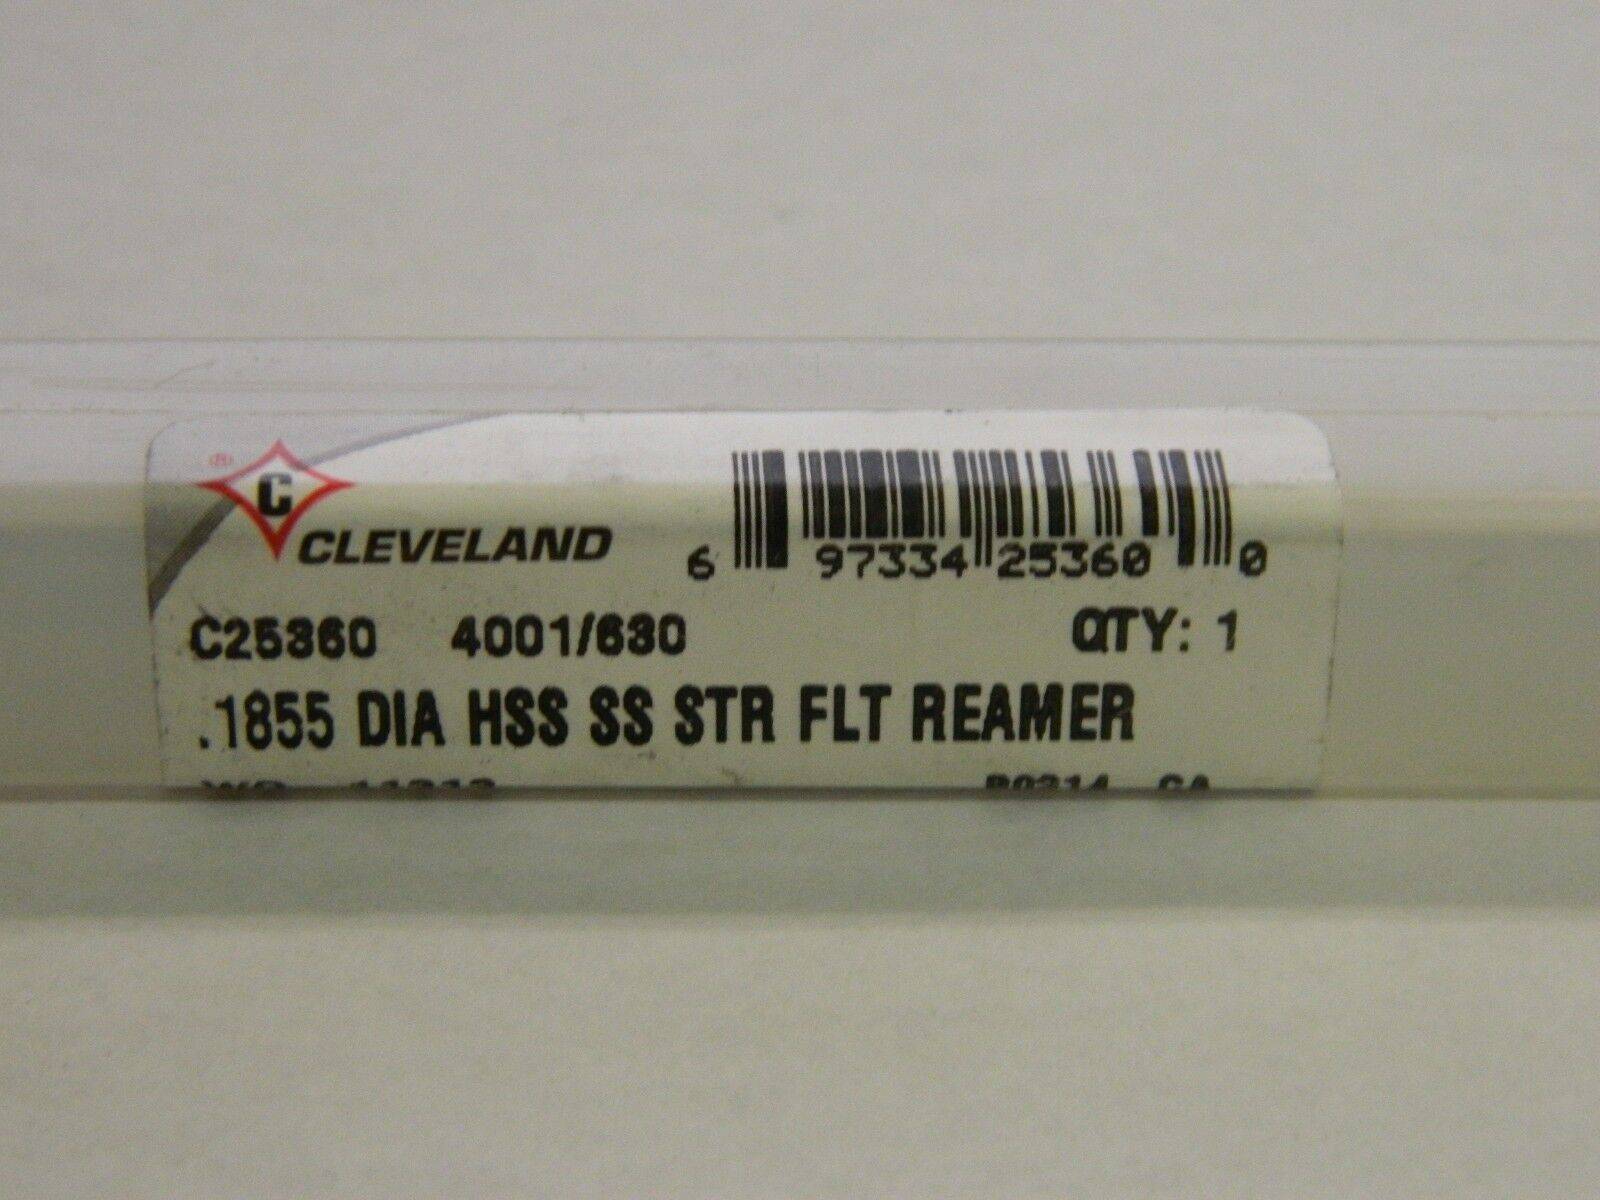 ®
C
CLEVELAND
6 97334 25360 0
C25360 4001/630 QTY: 1
.1855 DIA HSS SS STR FLT REAMER